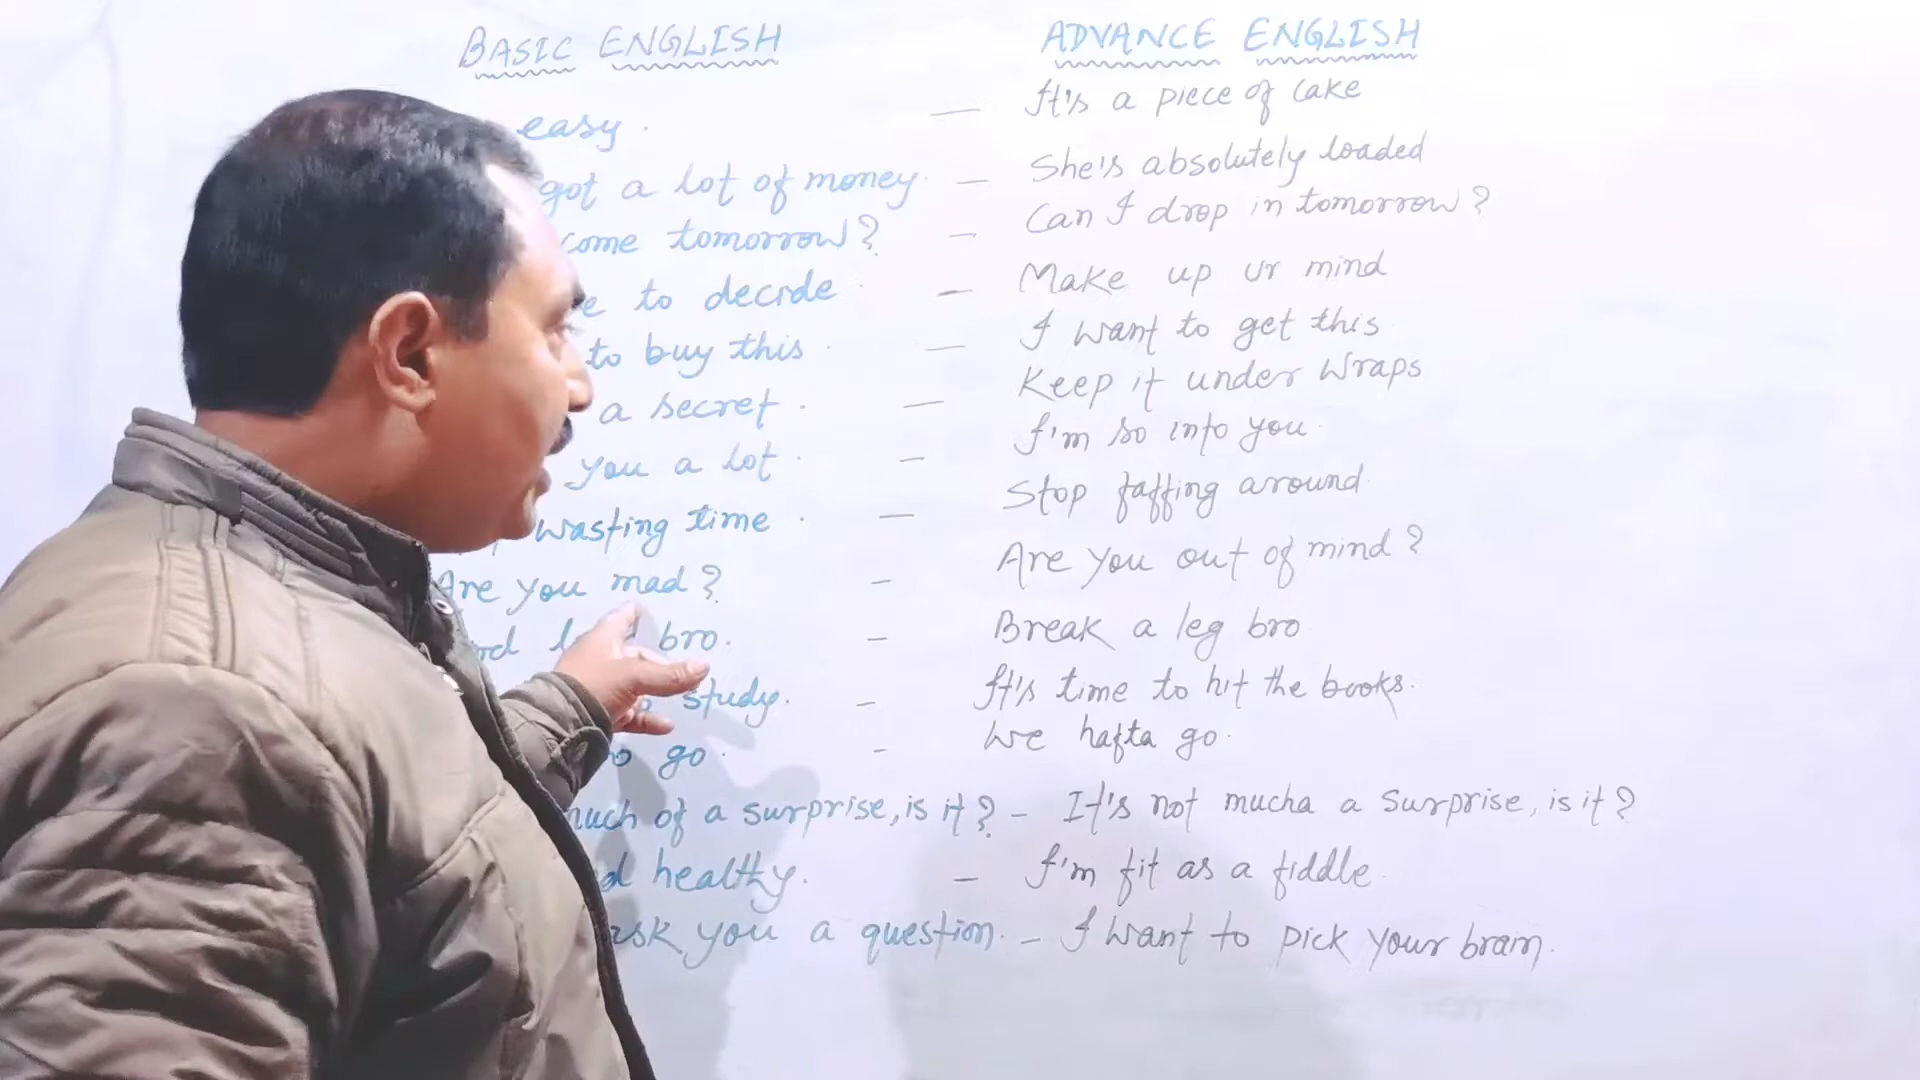 BASIC ENGLISH ADVANCE ENGLISH
easy. — It's a piece of cake
got a lot of money. — She's absolutely loaded
come tomorrow? — Can I drop in tomorrow?
to decide. — Make up ur mind
to buy this. — I want to get this
a secret. — Keep it under wraps
you a lot. — I'm so into you.
wasting time. — Stop faffing around.
Are you mad? — Are you out of mind?
bro. — Break a leg bro
study. — It's time to hit the books.
go. — We hafta go.
much of a surprise, is it? — It's not mucha a surprise, is it?
healthy. — I'm fit as a fiddle.
ask you a question. — I want to pick your brain.